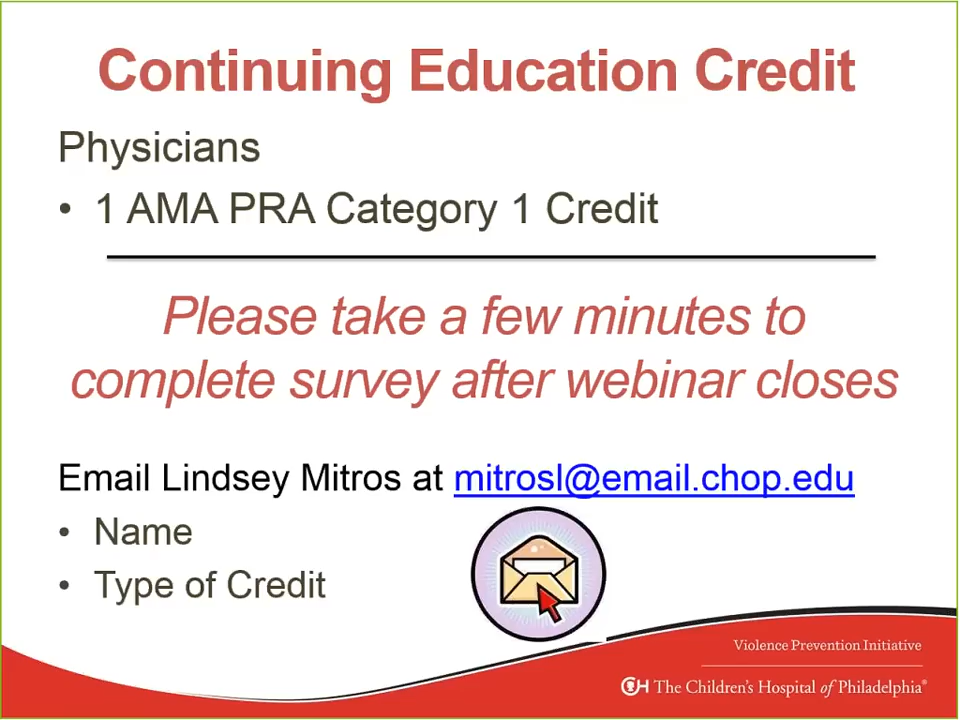 Continuing Education Credit
Physicians
• 1 AMA PRA Category 1 Credit
Please take a few minutes to
complete survey after webinar closes
Email Lindsey Mitros at mitrosl@email.chop.edu
• Name
• Type of Credit
Violence Prevention Initiative
CH The Children's Hospital of Philadelphia®